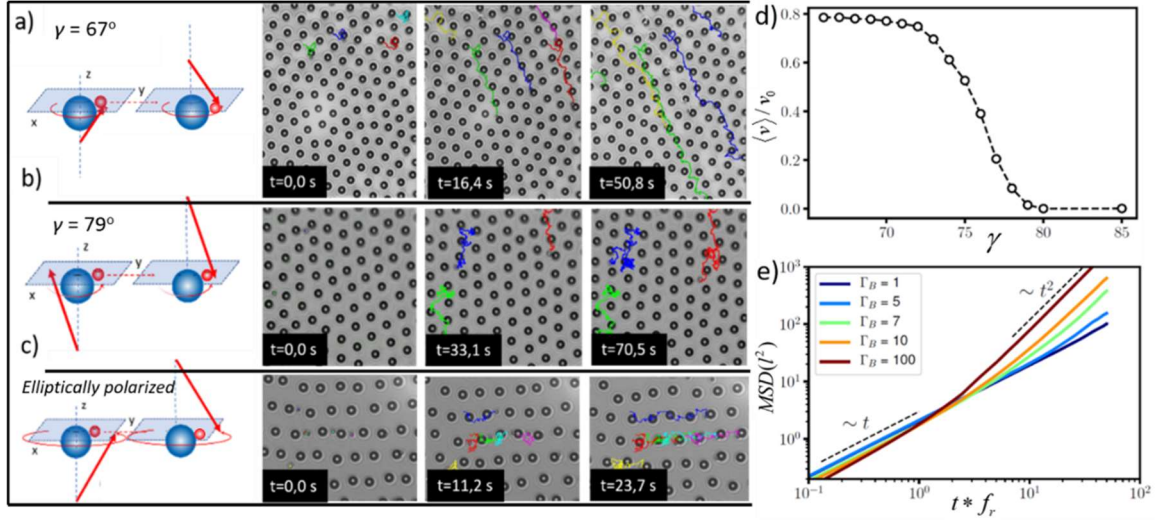 a)
γ = 67°
z
y
x
t=0,0 s
t=16,4 s
t=50,8 s
b)
γ = 79°
z
y
x
t=0,0 s
t=33,1 s
t=70,5 s
c)
Elliptically polarized
z
y
x
t=0,0 s
t=11,2 s
t=23,7 s
d)
⟨v⟩/v₀
0.8
0.6
0.4
0.2
0.0
70
75
80
85
γ
e)
MSD(l²)
10³
10²
10¹
10⁰
Γ_B = 1
Γ_B = 5
Γ_B = 7
Γ_B = 10
Γ_B = 100
~ t²
~ t
10⁻¹
10⁰
10¹
10²
t * f_r